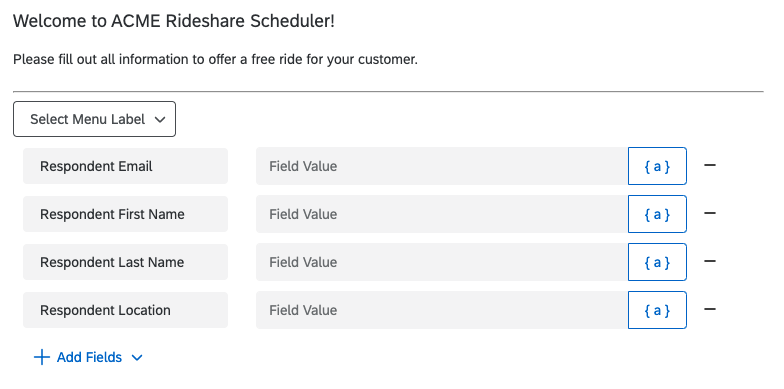 Welcome to ACME Rideshare Scheduler!
Please fill out all information to offer a free ride for your customer.
Select Menu Label
Respondent Email Field Value { a }
Respondent First Name Field Value { a }
Respondent Last Name Field Value { a }
Respondent Location Field Value { a }
Add Fields